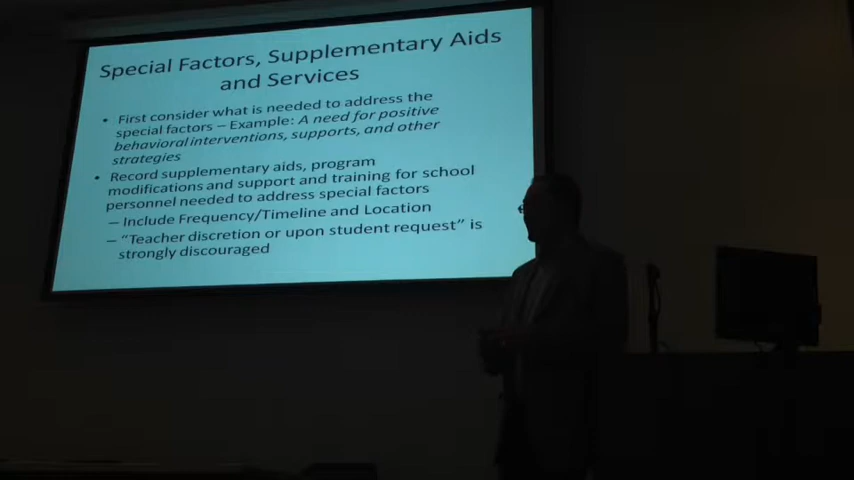 Special Factors, Supplementary Aids
and Services
• First consider what is needed to address the
special factors – Example: A need for positive
behavioral interventions, supports, and other
strategies
• Record supplementary aids, program
modifications and support and training for school
personnel needed to address special factors
– Include Frequency/Timeline and Location
– “Teacher discretion or upon student request” is
strongly discouraged